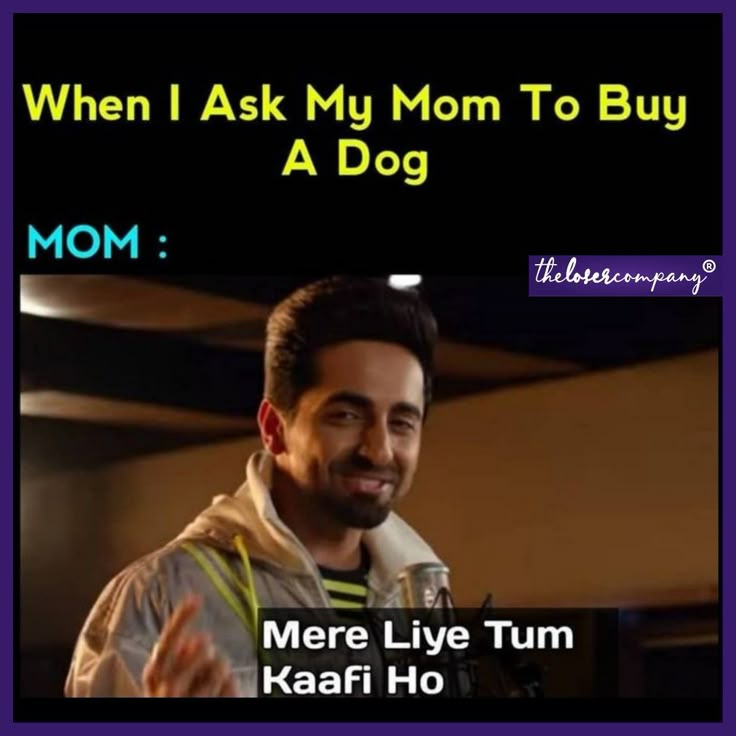 When I Ask My Mom To Buy
A Dog
MOM :
thelosercompany®
Mere Liye Tum
Kaafi Ho